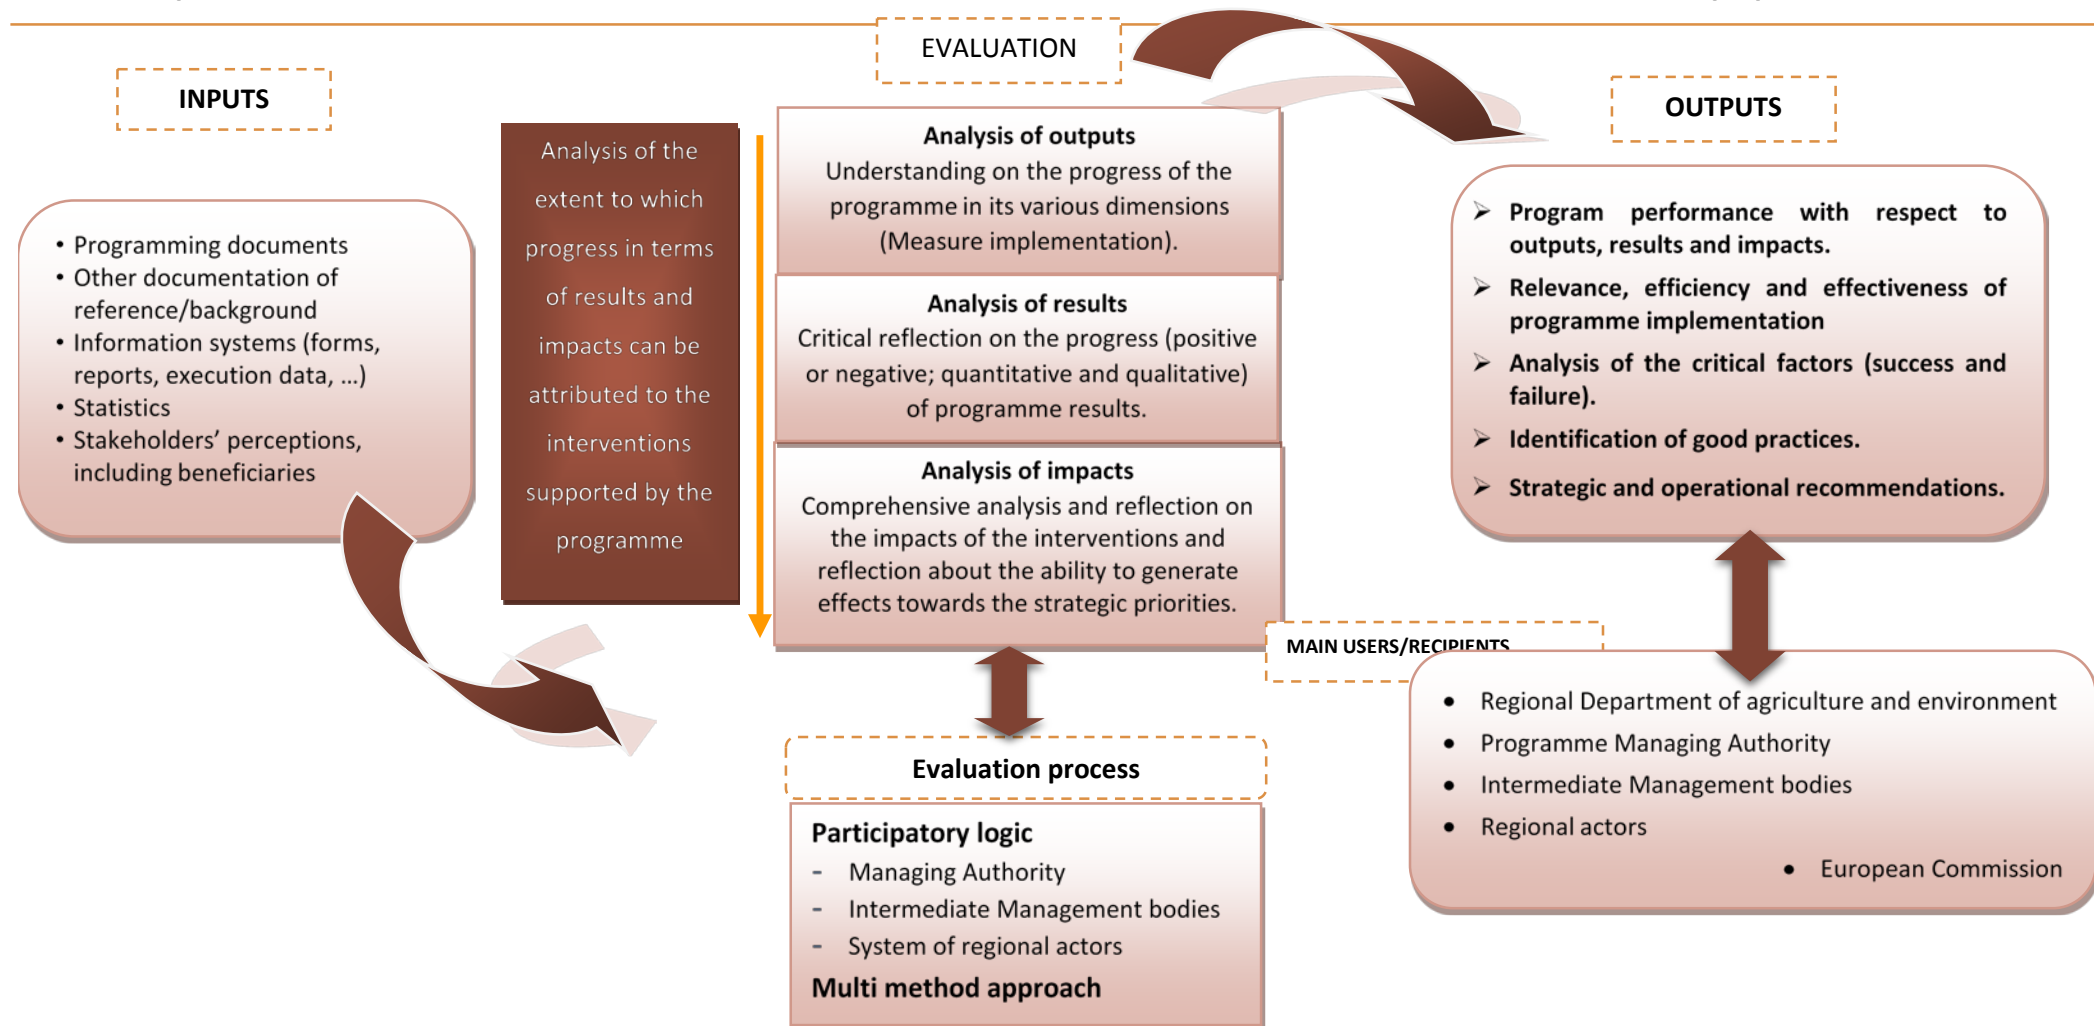 EVALUATION
INPUTS
• Programming documents
• Other documentation of
reference/background
• Information systems (forms,
reports, execution data, ...)
• Statistics
• Stakeholders’ perceptions,
including beneficiaries
Analysis of the
extent to which
progress in terms
of results and
impacts can be
attributed to the
interventions
supported by the
programme
Analysis of outputs
Understanding on the progress of the
programme in its various dimensions
(Measure implementation).
Analysis of results
Critical reflection on the progress (positive
or negative; quantitative and qualitative)
of programme results.
Analysis of impacts
Comprehensive analysis and reflection on
the impacts of the interventions and
reflection about the ability to generate
effects towards the strategic priorities.
Evaluation process
Participatory logic
- Managing Authority
- Intermediate Management bodies
- System of regional actors
Multi method approach
OUTPUTS
➢ Program performance with respect to
outputs, results and impacts.
➢ Relevance, efficiency and effectiveness of
programme implementation
➢ Analysis of the critical factors (success and
failure).
➢ Identification of good practices.
➢ Strategic and operational recommendations.
MAIN USERS/RECIPIENTS
• Regional Department of agriculture and environment
• Programme Managing Authority
• Intermediate Management bodies
• Regional actors
• European Commission